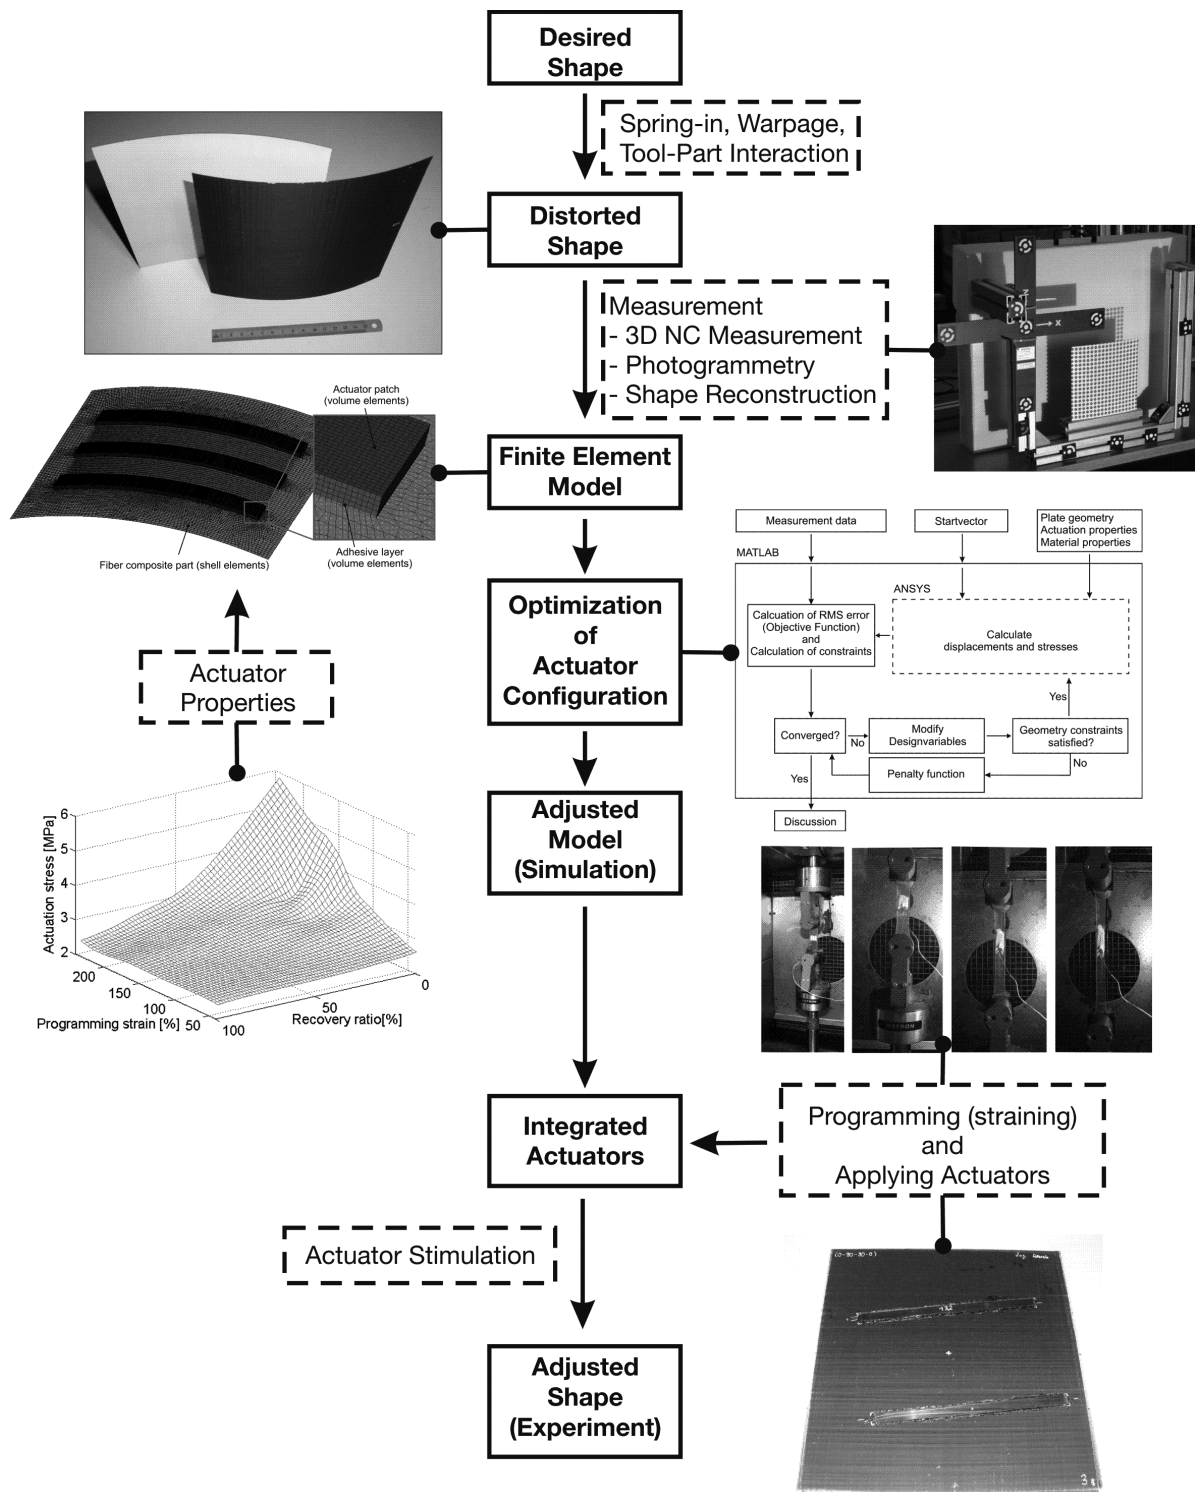 Desired
Shape
Spring-in, Warpage,
Tool-Part Interaction
Distorted
Shape
Measurement
- 3D NC Measurement
- Photogrammetry
- Shape Reconstruction
X
Actuator patch
(volume elements)
Adhesive layer
(volume elements)
Fiber composite part (shell elements)
Finite Element
Model
Optimization
of
Actuator
Configuration
Measurement data
Startvector
Plate geometry
Actuation properties
Material properties
MATLAB
ANSYS
Calcuation of RMS error
(Objective Function)
and
Calculation of constraints
Calculate
displacements and stresses
Yes
Converged?
No
Modify
Designvariables
Geometry constraints
satisfied?
No
Penalty function
Yes
Discussion
Actuator
Properties
Actuation stress [MPa]
6
5
4
3
2
200
150
100
50
Programming strain [%]
100
50
0
Recovery ratio[%]
Adjusted
Model
(Simulation)
Integrated
Actuators
Programming (straining)
and
Applying Actuators
Actuator Stimulation
Adjusted
Shape
(Experiment)
(0-90-90-0)
3